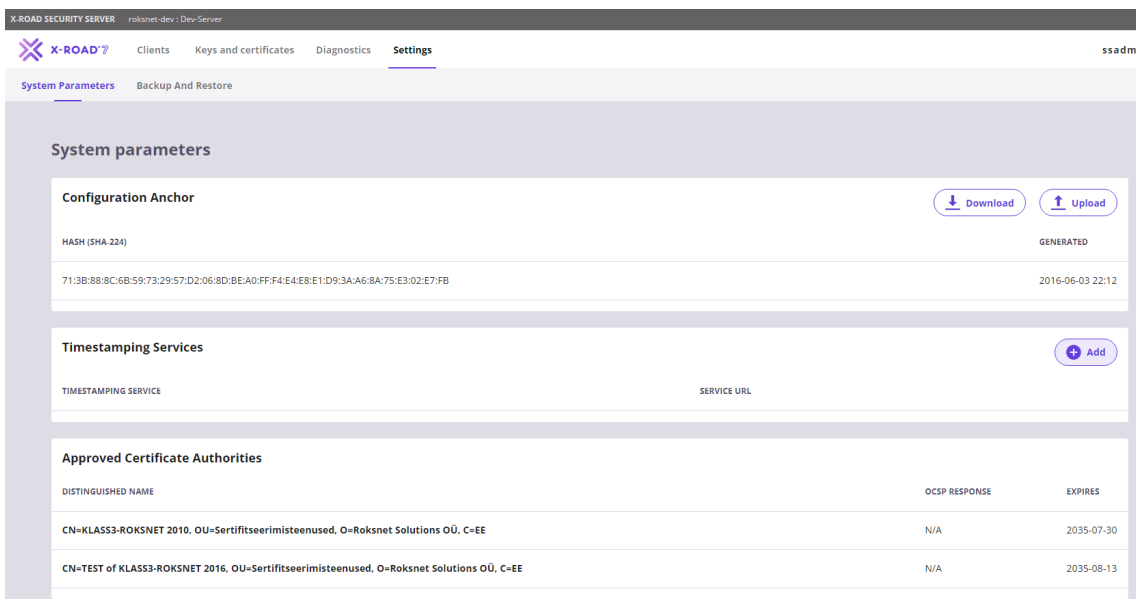 X-ROAD SECURITY SERVER roksnet-dev : Dev-Server
X-ROAD®7 Clients Keys and certificates Diagnostics Settings ssadm
System Parameters Backup And Restore
System parameters
Configuration Anchor Download Upload
HASH (SHA-224) GENERATED
71:3B:88:8C:6B:59:73:29:57:D2:06:8D:BE:A0:FF:F4:E4:E8:E1:D9:3A:A6:8A:75:E3:02:E7:FB 2016-06-03 22:12
Timestamping Services Add
TIMESTAMPING SERVICE SERVICE URL
Approved Certificate Authorities
DISTINGUISHED NAME OCSP RESPONSE EXPIRES
CN=KLASS3-ROKSNET 2010, OU=Sertifitseerimisteenused, O=Roksnet Solutions OÜ, C=EE N/A 2035-07-30
CN=TEST of KLASS3-ROKSNET 2016, OU=Sertifitseerimisteenused, O=Roksnet Solutions OÜ, C=EE N/A 2035-08-13